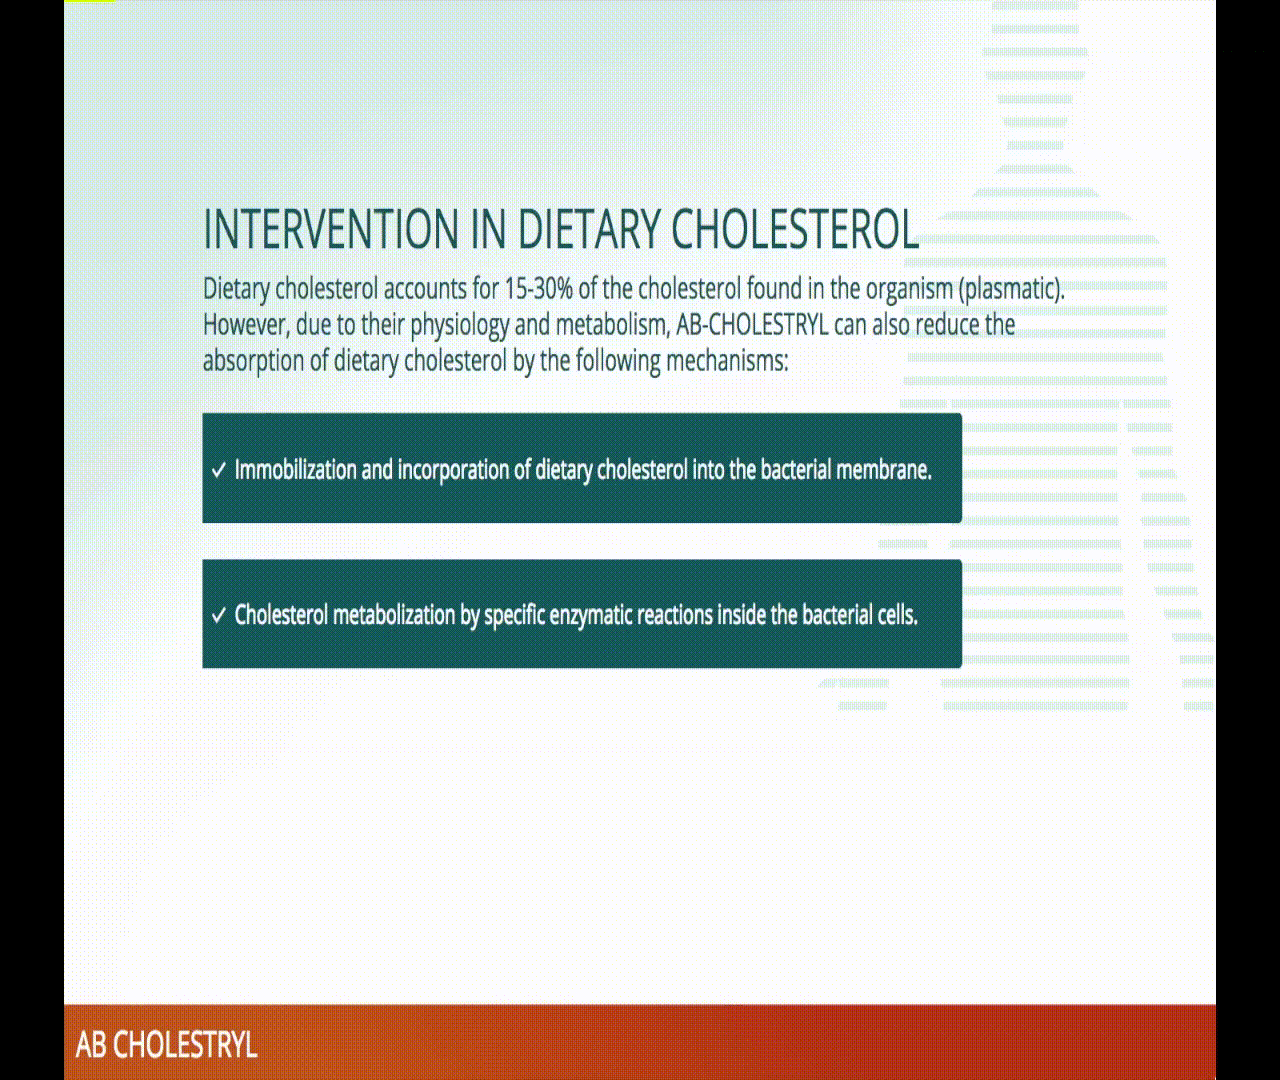 INTERVENTION IN DIETARY CHOLESTEROL
Dietary cholesterol accounts for 15-30% of the cholesterol found in the organism (plasmatic).
However, due to their physiology and metabolism, AB-CHOLESTRYL can also reduce the
absorption of dietary cholesterol by the following mechanisms:
✓ Immobilization and incorporation of dietary cholesterol into the bacterial membrane.
✓ Cholesterol metabolization by specific enzymatic reactions inside the bacterial cells.
AB CHOLESTRYL